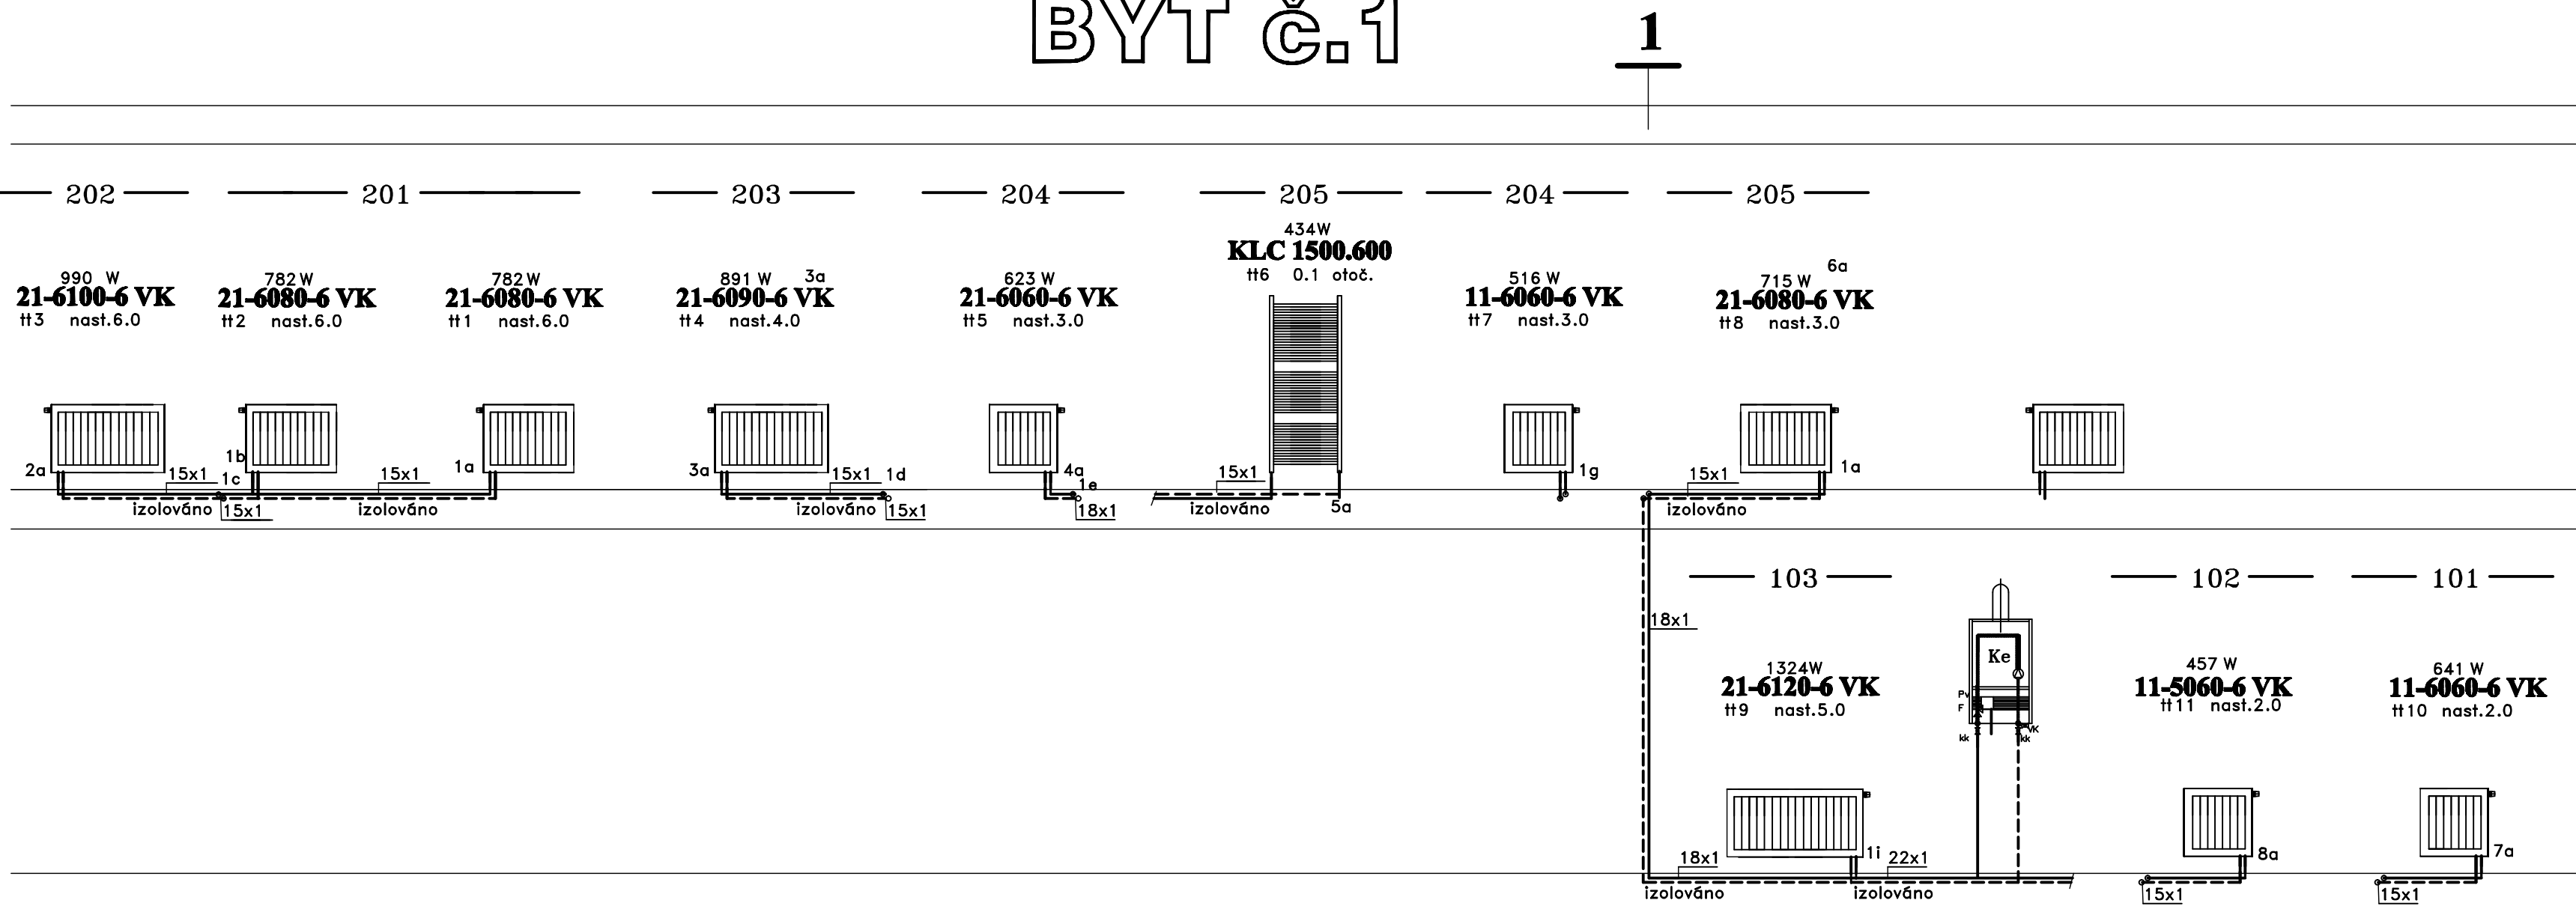 BYT č.1
1
202
201
203
204
205
204
205
990 W
21-6100-6 VK
tt3 nast.6.0
782W
21-6080-6 VK
tt2 nast.6.0
782W
21-6080-6 VK
tt1 nast.6.0
891 W 3a
21-6090-6 VK
tt4 nast.4.0
623 W
21-6060-6 VK
tt5 nast.3.0
434W
KLC 1500.600
tt6 0.1 otoč.
516 W
11-6060-6 VK
tt7 nast.3.0
715 W 6a
21-6080-6 VK
tt8 nast.3.0
2a
15x1
1c
1b
15x1
1a
izolováno
15x1
izolováno
3a
15x1
1d
izolováno
15x1
4a
1e
18x1
15x1
izolováno
5a
1g
15x1
1a
izolováno
103
102
101
18x1
1324W
21-6120-6 VK
tt9 nast.5.0
Ke
Pv
F
kk
VK
kk
457 W
11-5060-6 VK
tt11 nast.2.0
641 W
11-6060-6 VK
tt10 nast.2.0
18x1
1i
22x1
izolováno
izolováno
8a
15x1
7a
15x1